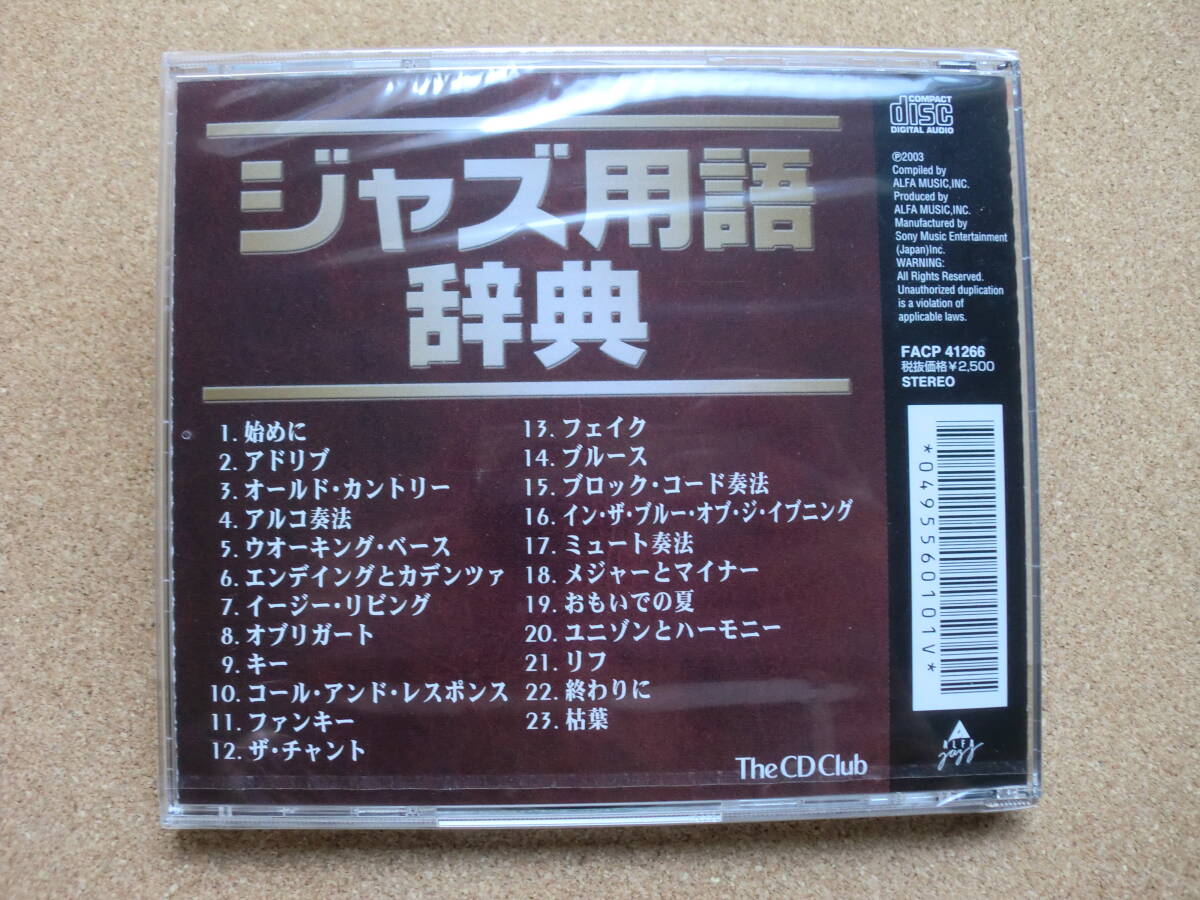 ジャズ用語
辞典
1. 始めに
2. アドリブ
3. オールド・カントリー
4. アルコ奏法
5. ウオーキング・ベース
6. エンデイングとカデンツァ
7. イージー・リビング
8. オブリガート
9. キー
10. コール・アンド・レスポンス
11. ファンキー
12. ザ・チャント
13. フェイク
14. ブルース
15. ブロック・コード奏法
16. イン・ザ・ブルー・オブ・ジ・イブニング
17. ミュート奏法
18. メジャーとマイナー
19. おもいでの夏
20. ユニゾンとハーモニー
21. リフ
22. 終わりに
23. 枯葉
The CD Club
COMPACT
disc
DIGITAL AUDIO
℗2003
Compiled by
ALFA MUSIC,INC.
Produced by
ALFA MUSIC,INC.
Manufactured by
Sony Music Entertainment
(Japan)Inc.
WARNING:
All Rights Reserved.
Unauthorized duplication
is a violation of
applicable laws.
FACP 41266
税抜価格¥2,500
STEREO
*0495560101V*
ALFA
jazz